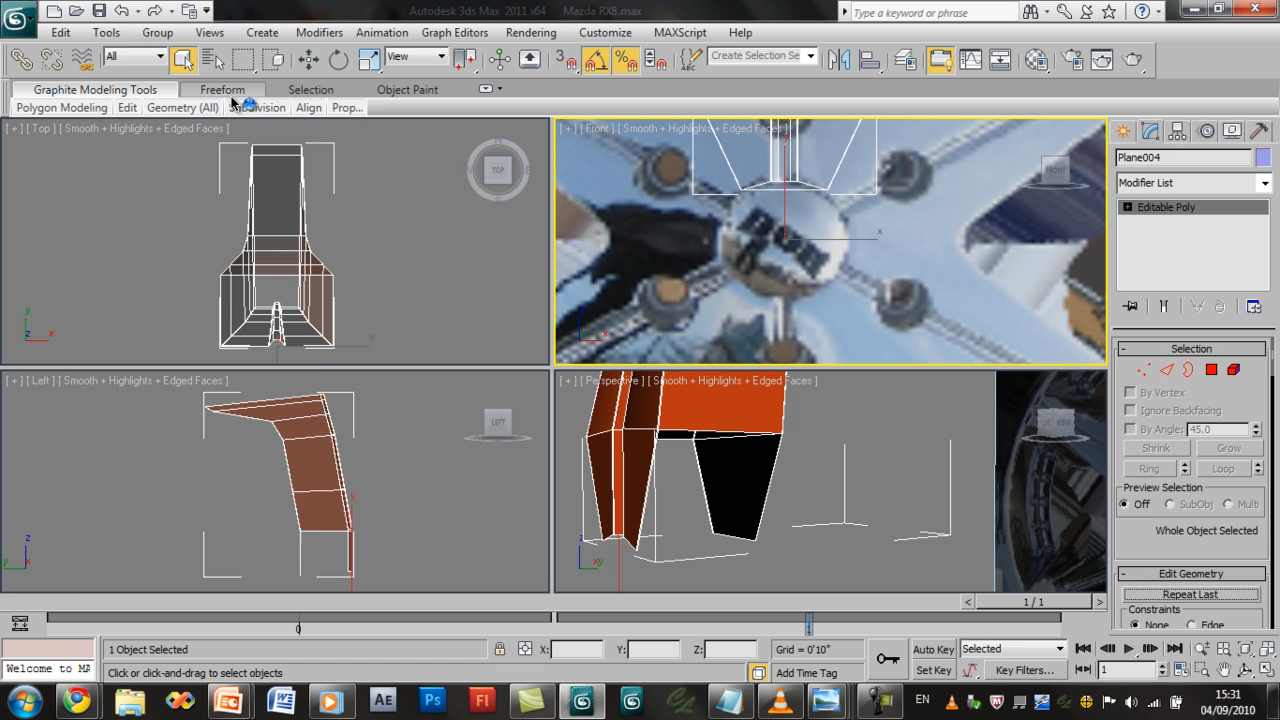 Autodesk 3ds Max 2011 x64 Mazda RX8.max
Type a keyword or phrase
Edit Tools Group Views Create Modifiers Animation Graph Editors Rendering Customize MAXScript Help
All View 3 Create Selection Se
Graphite Modeling Tools Freeform Selection Object Paint
Polygon Modeling Edit Geometry (All) Subdivision Align Prop...
[ + ] [ Top ] [ Smooth + Highlights + Edged Faces ]
TOP
y
z x
x
[ + ] [ Front ] [ Smooth + Highlights + Edged Faces ]
FRONT
x
x
[ + ] [ Left ] [ Smooth + Highlights + Edged Faces ]
LEFT
z
y x
y
[ + ] [ Perspective ] [ Smooth + Highlights + Edged Faces ]
z
xy
Plane004
Modifier List
Editable Poly
Selection
By Vertex
Ignore Backfacing
By Angle: 45.0
Shrink Grow
Ring Loop
Preview Selection
Off SubObj Multi
Whole Object Selected
Edit Geometry
Repeat Last
Constraints
None Edge
< 1 / 1 >
0 1
1 Object Selected X: Y: Z: Grid = 0'10" Auto Key Selected
Welcome to MA Click or click-and-drag to select objects Add Time Tag Set Key Key Filters... 1
Ae Ps Fl EN
15:31
04/09/2010